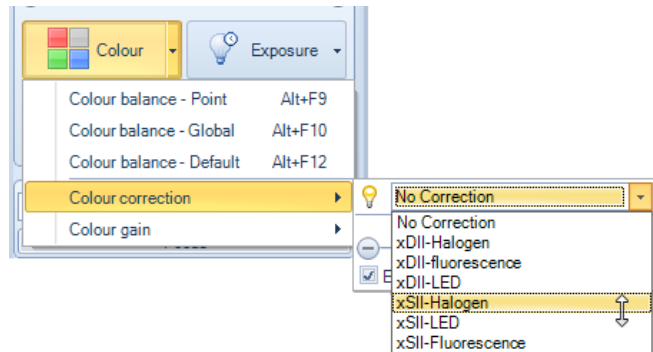 Colour
Exposure
Colour balance - Point Alt+F9
Colour balance - Global Alt+F10
Colour balance - Default Alt+F12
Colour correction
No Correction
Colour gain
No Correction
xDII-Halogen
xDII-fluorescence
xDII-LED
xSII-Halogen
xSII-LED
xSII-Fluorescence